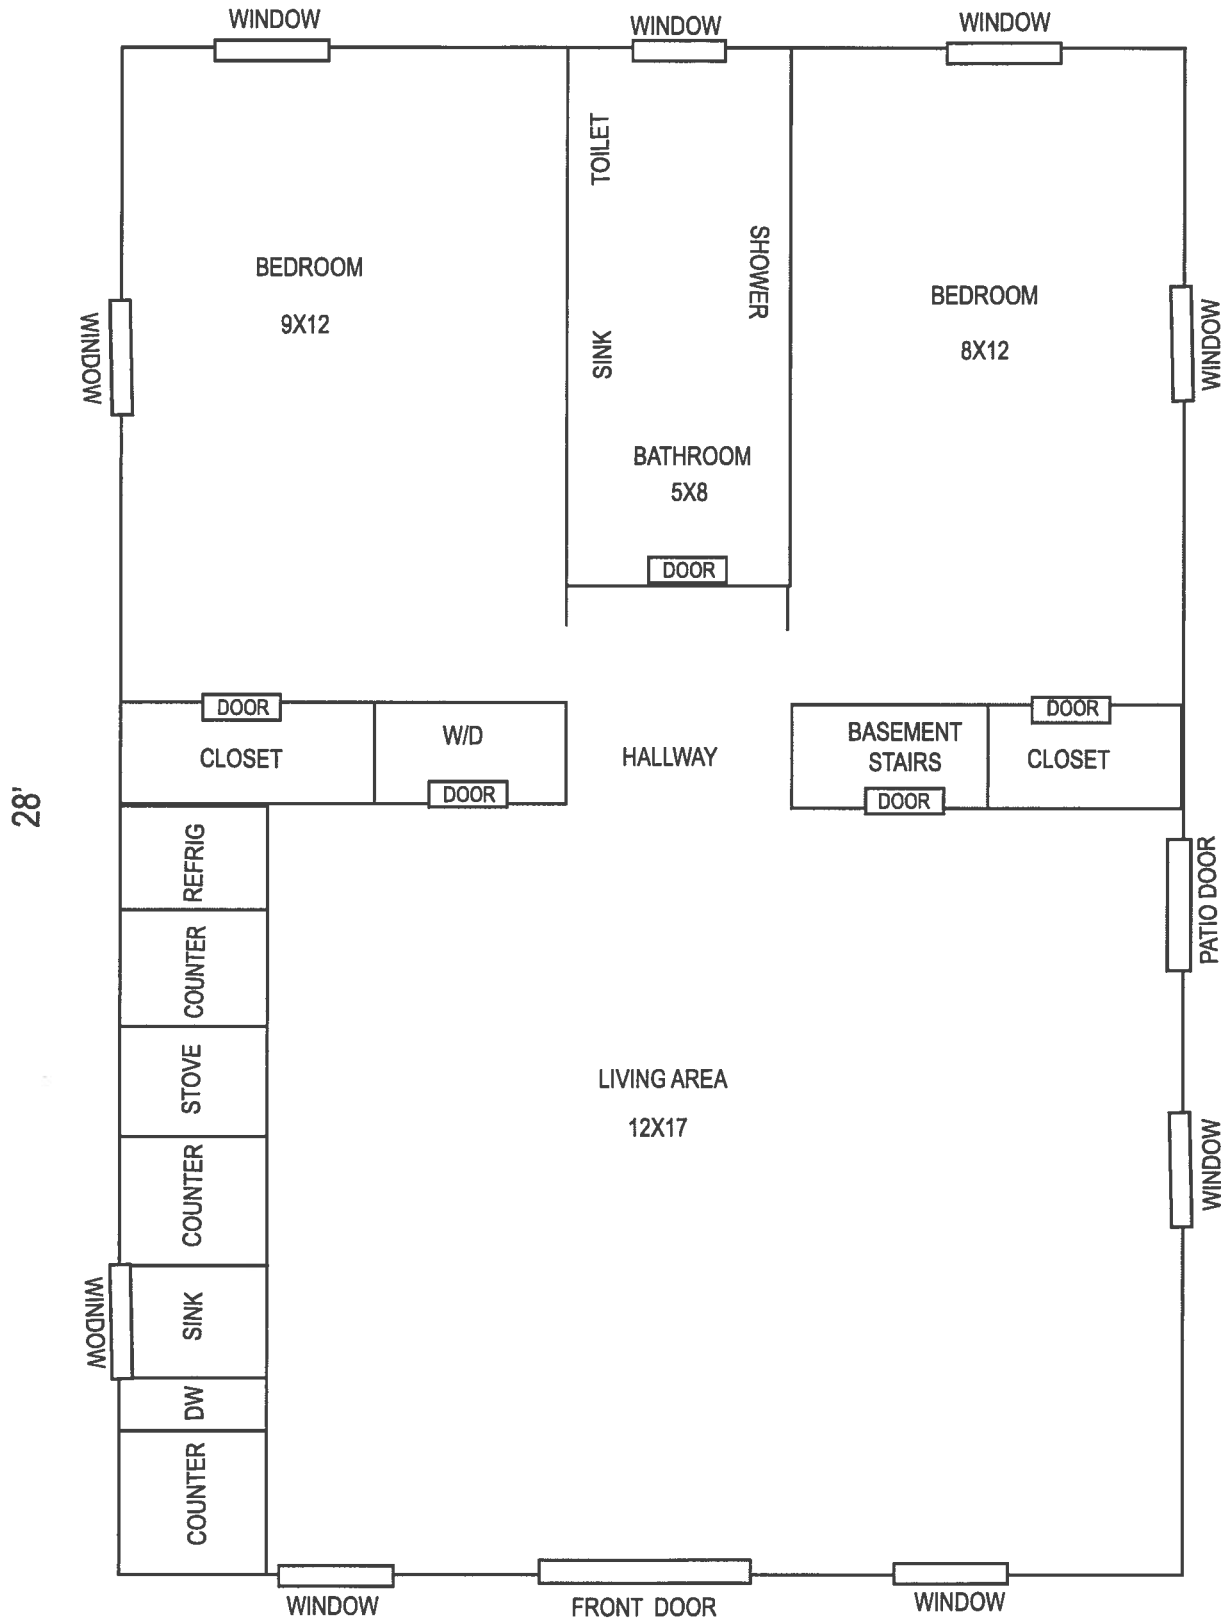 WINDOW
WINDOW
WINDOW
TOILET
SHOWER
BEDROOM
9X12
BEDROOM
8X12
WINDOW
SINK
WINDOW
BATHROOM
5X8
DOOR
DOOR
DOOR
CLOSET
W/D
DOOR
HALLWAY
BASEMENT
STAIRS
DOOR
CLOSET
28'
REFRIG
PATIO DOOR
COUNTER
STOVE
LIVING AREA
12X17
COUNTER
WINDOW
WINDOW
SINK
DW
COUNTER
WINDOW
FRONT DOOR
WINDOW